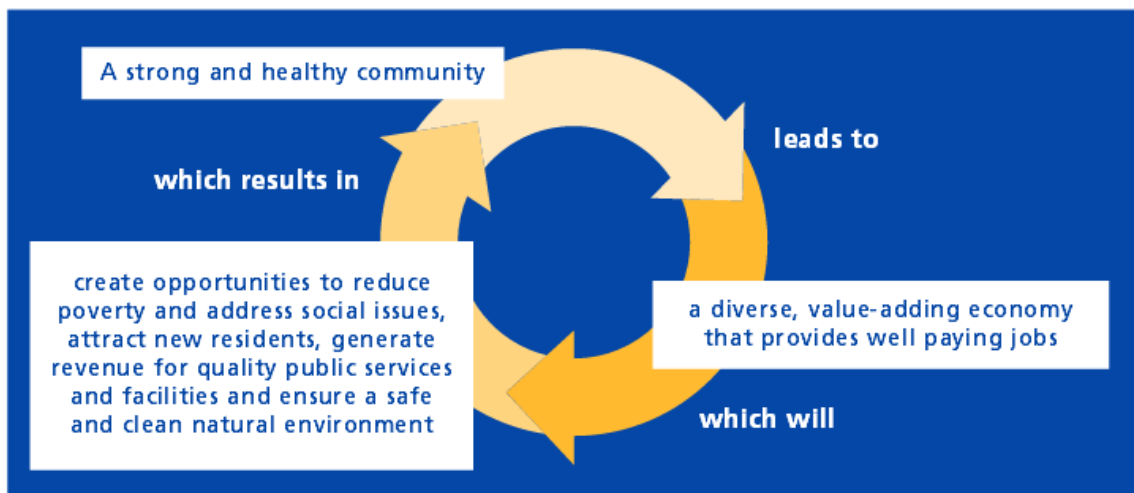 A strong and healthy community
leads to
a diverse, value-adding economy
that provides well paying jobs
which will
create opportunities to reduce
poverty and address social issues,
attract new residents, generate
revenue for quality public services
and facilities and ensure a safe
and clean natural environment
which results in